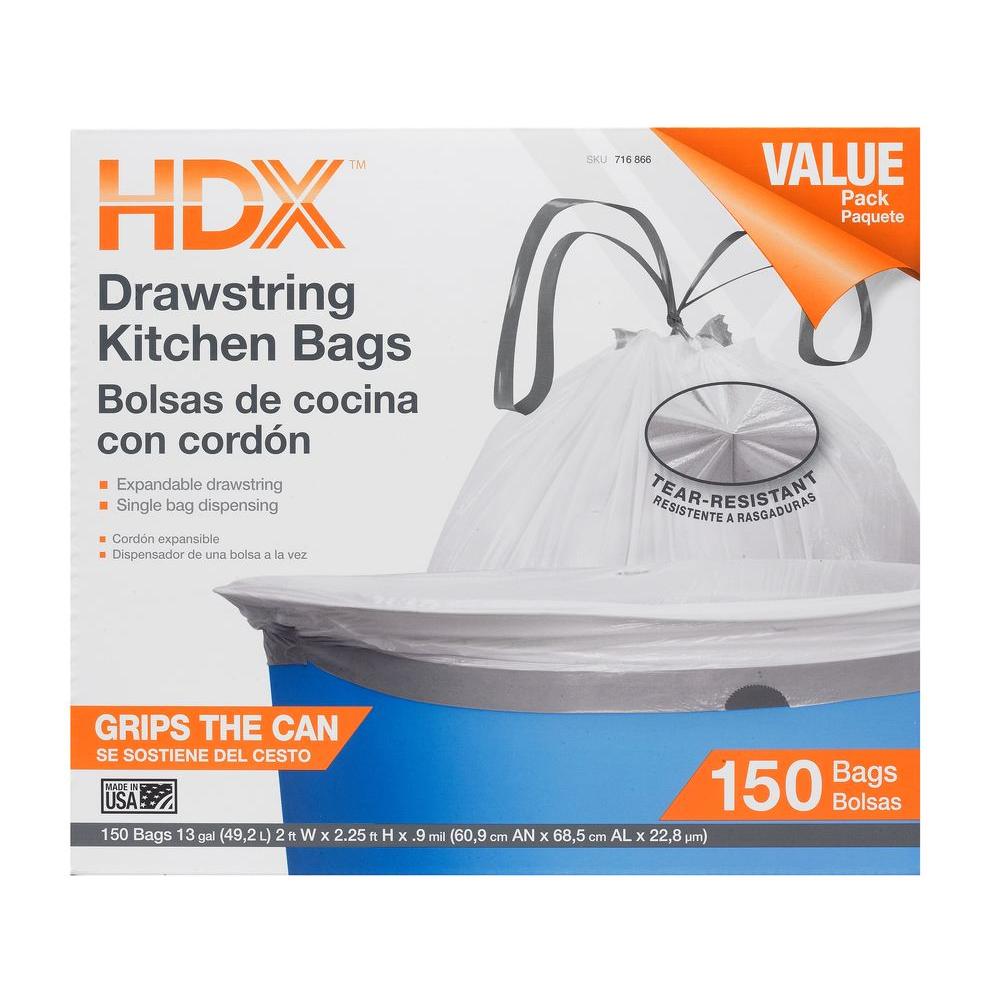 HDX™
SKU 716 866
VALUE
Pack
Paquete
Drawstring
Kitchen Bags
Bolsas de cocina
con cordón
Expandable drawstring
Single bag dispensing
Cordón expansible
Dispensador de una bolsa a la vez
TEAR-RESISTANT
RESISTENTE A RASGADURAS
GRIPS THE CAN
SE SOSTIENE DEL CESTO
MADE IN
USA
150 Bags
Bolsas
150 Bags 13 gal (49,2 L) 2 ft W x 2.25 ft H x .9 mil (60,9 cm AN x 68,5 cm AL x 22,8 µm)